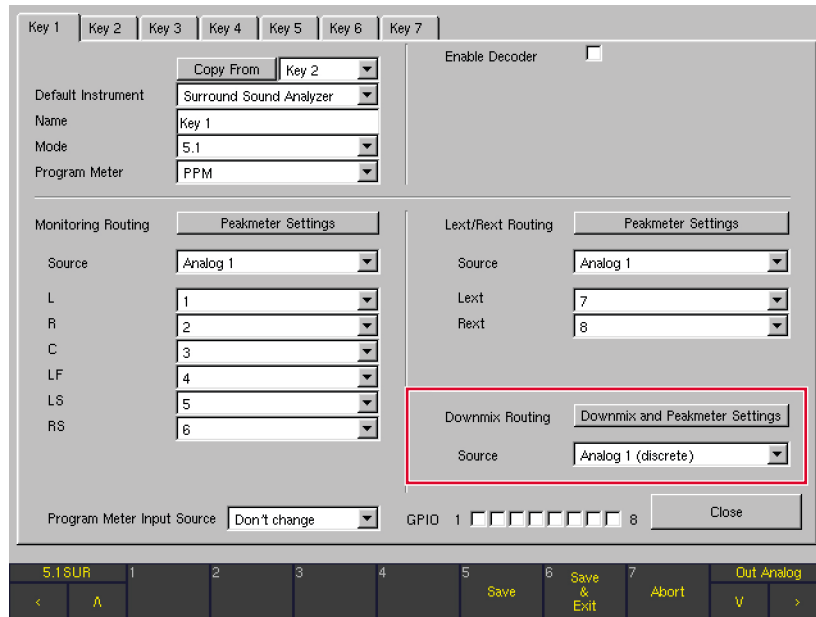 Key 1 Key 2 Key 3 Key 4 Key 5 Key 6 Key 7
Copy From Key 2
Default Instrument Surround Sound Analyzer
Name Key 1
Mode 5.1
Program Meter PPM
Enable Decoder
Monitoring Routing Peakmeter Settings
Source Analog 1
L 1
R 2
C 3
LF 4
LS 5
RS 6
Lext/Rext Routing Peakmeter Settings
Source Analog 1
Lext 7
Rext 8
Downmix Routing Downmix and Peakmeter Settings
Source Analog 1 (discrete)
Program Meter Input Source Don't change
GPIO 1 8
Close
5.1SUR 1 2 3 4 5 Save 6 Save & Exit 7 Abort Out Analog
< Λ V >